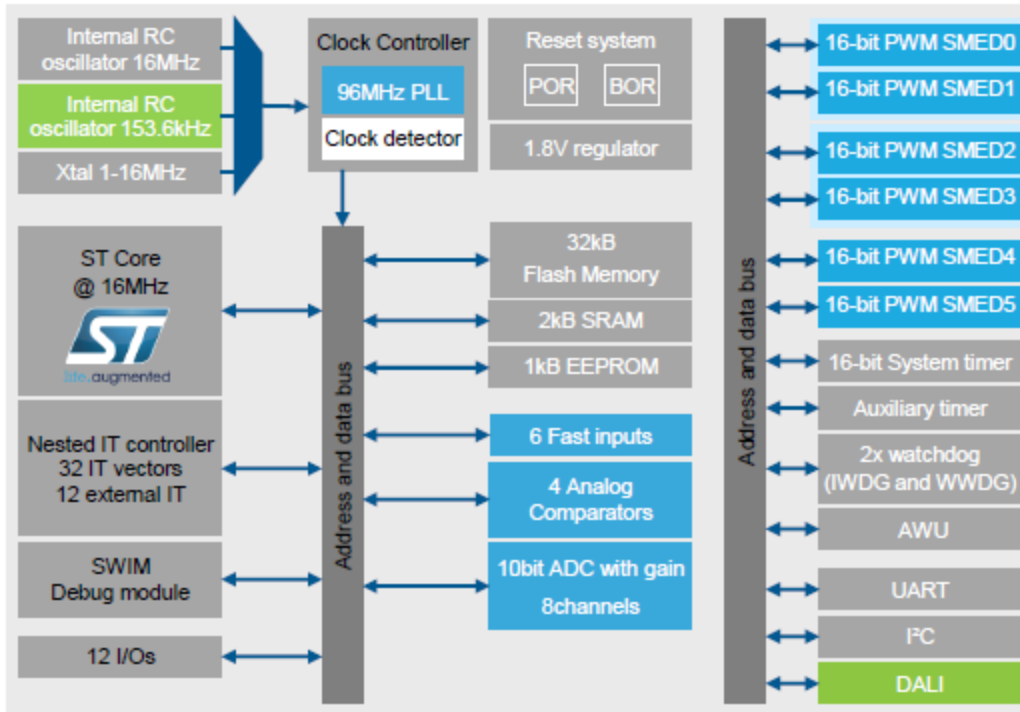 Internal RC
oscillator 16MHz
Internal RC
oscillator 153.6kHz
Xtal 1-16MHz
Clock Controller
96MHz PLL
Clock detector
Reset system
POR
BOR
1.8V regulator
ST Core
@ 16MHz
ST
life.augmented
Nested IT controller
32 IT vectors
12 external IT
SWIM
Debug module
12 I/Os
Address and data bus
32kB
Flash Memory
2kB SRAM
1kB EEPROM
6 Fast inputs
4 Analog
Comparators
10bit ADC with gain
8channels
Address and data bus
16-bit PWM SMED0
16-bit PWM SMED1
16-bit PWM SMED2
16-bit PWM SMED3
16-bit PWM SMED4
16-bit PWM SMED5
16-bit System timer
Auxiliary timer
2x watchdog
(IWDG and WWDG)
AWU
UART
I²C
DALI